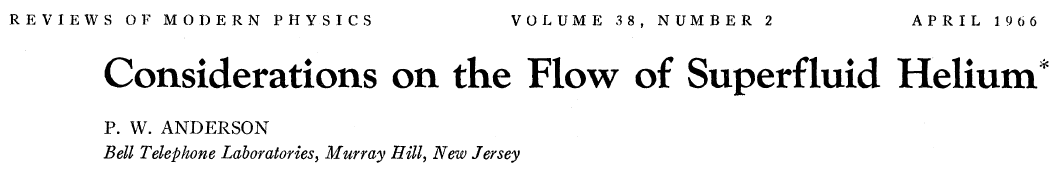 REVIEWS OF MODERN PHYSICS VOLUME 38, NUMBER 2 APRIL 1966
Considerations on the Flow of Superfluid Helium*
P. W. ANDERSON
Bell Telephone Laboratories, Murray Hill, New Jersey